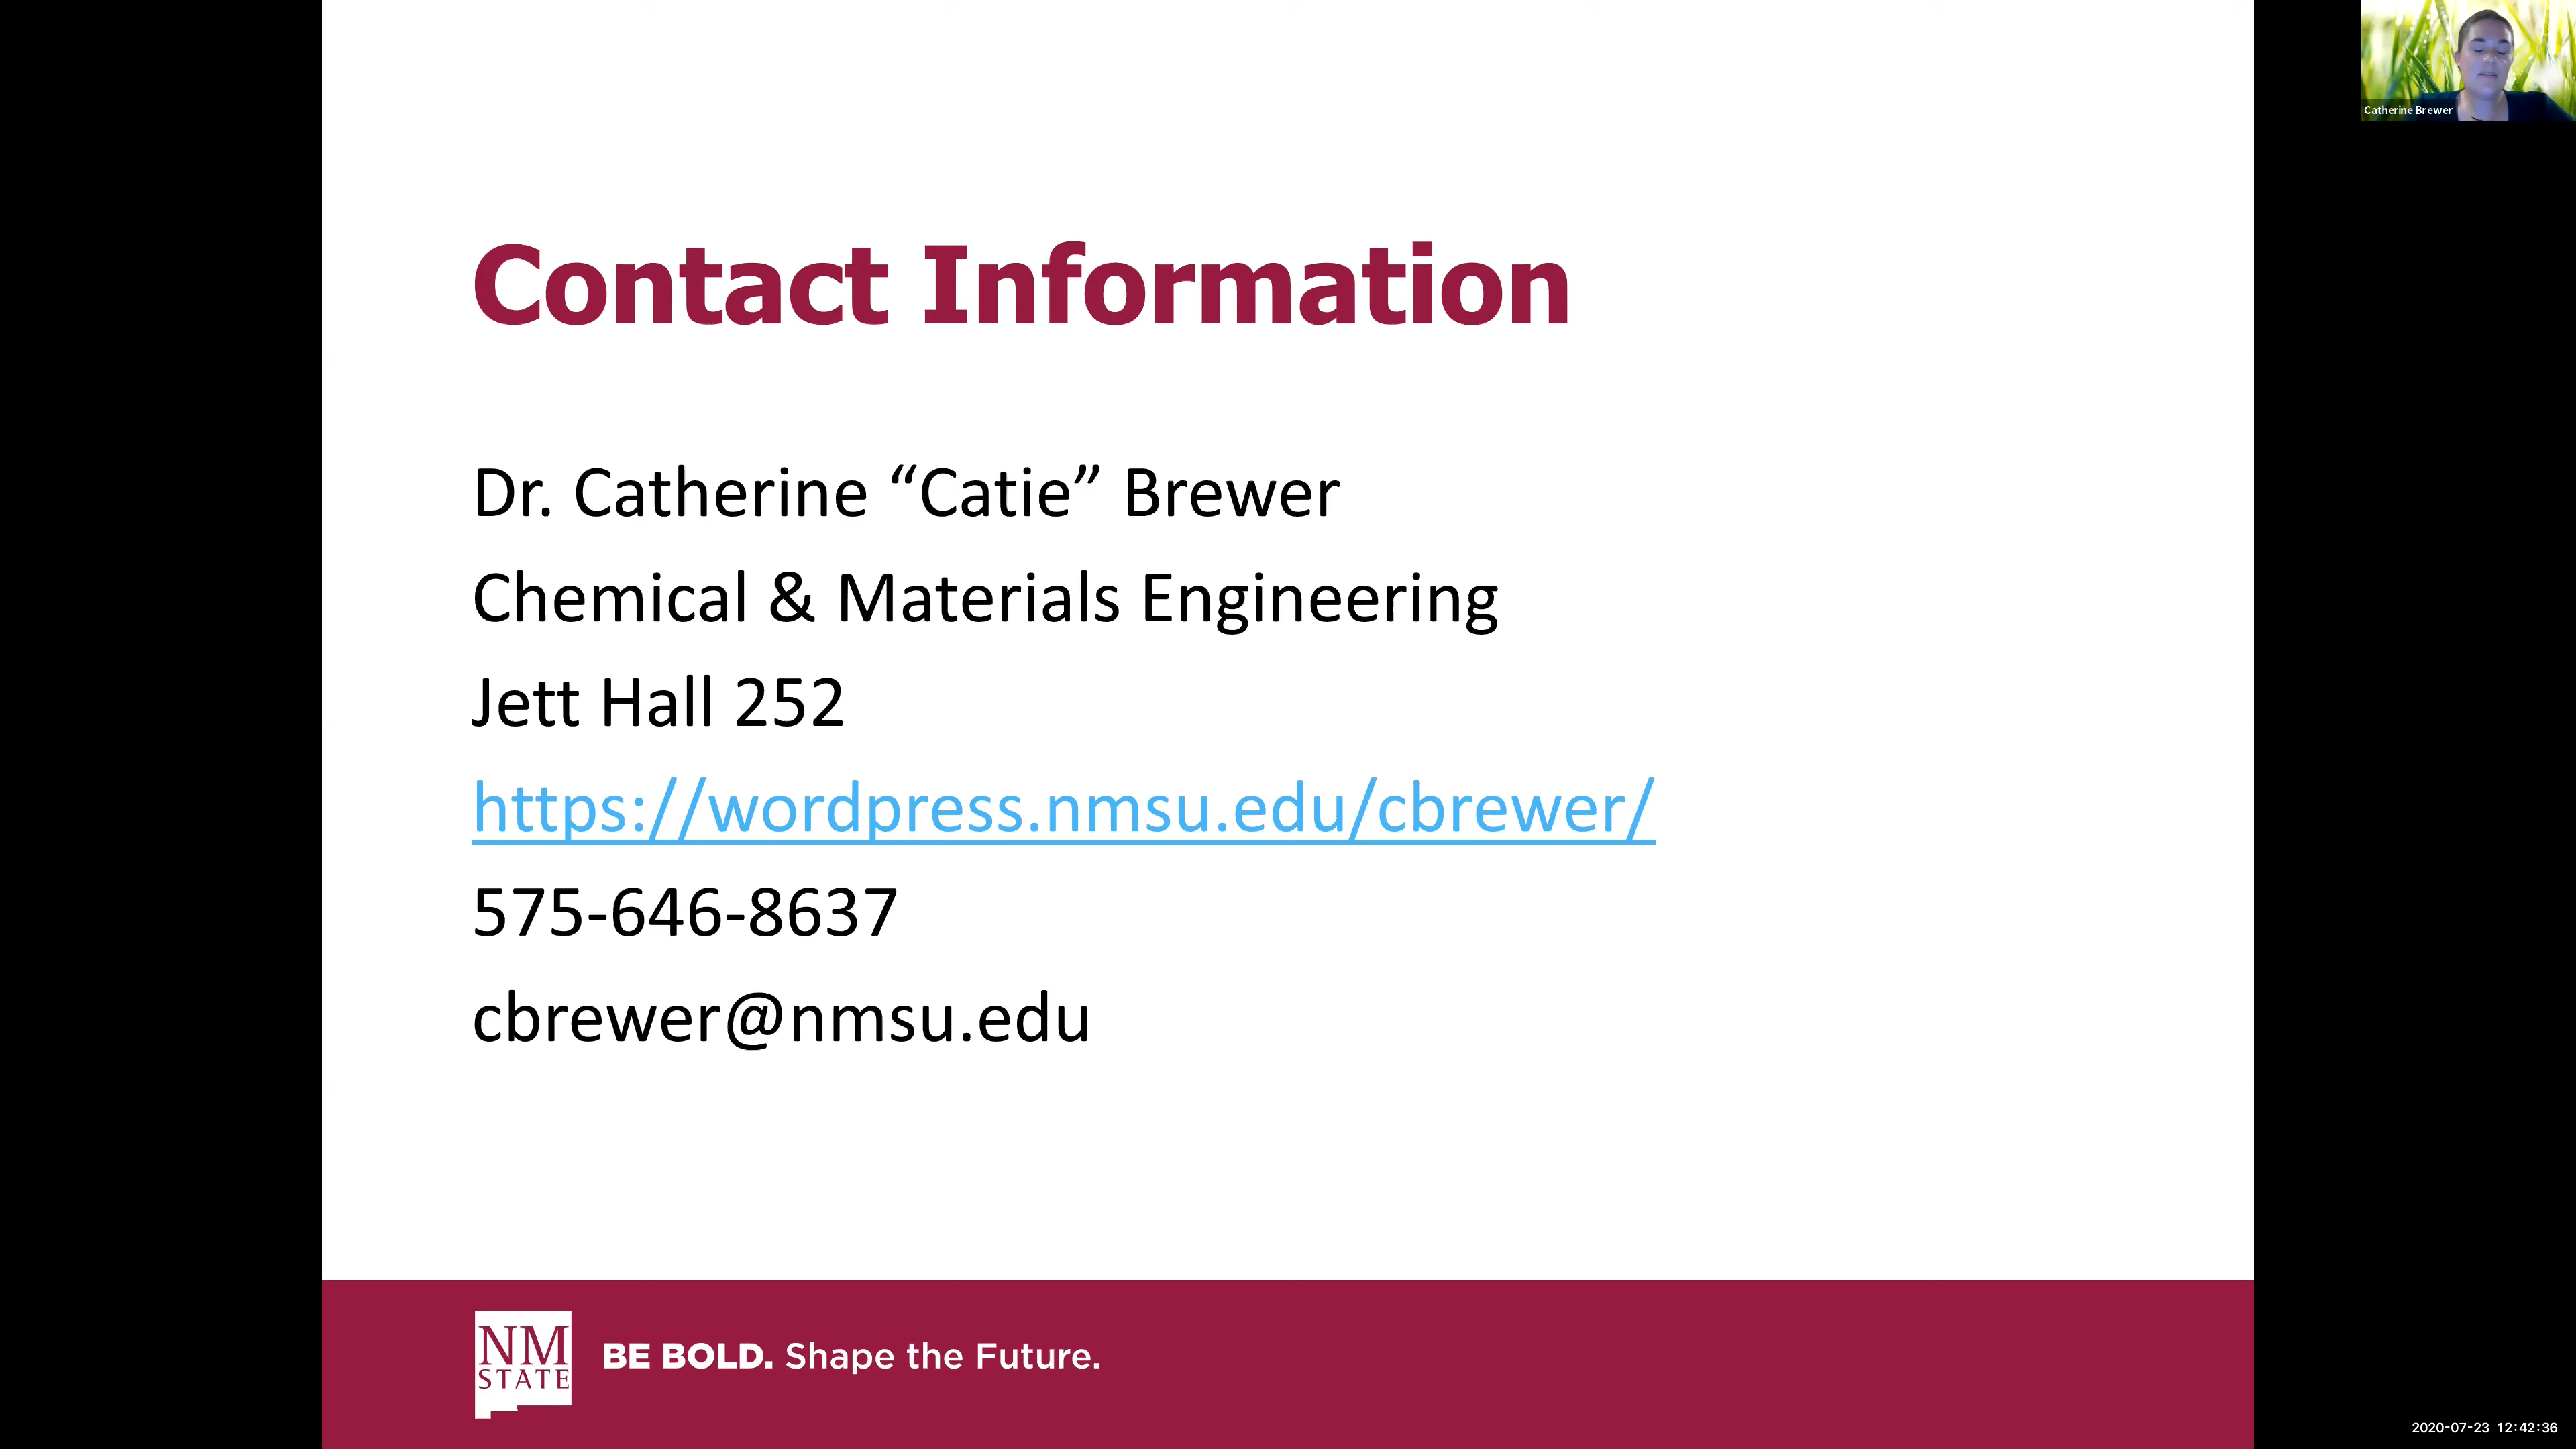 Catherine Brewer
Contact Information
Dr. Catherine “Catie” Brewer
Chemical & Materials Engineering
Jett Hall 252
https://wordpress.nmsu.edu/cbrewer/
575-646-8637
cbrewer@nmsu.edu
NM
STATE
BE BOLD. Shape the Future.
2020-07-23 12:42:36